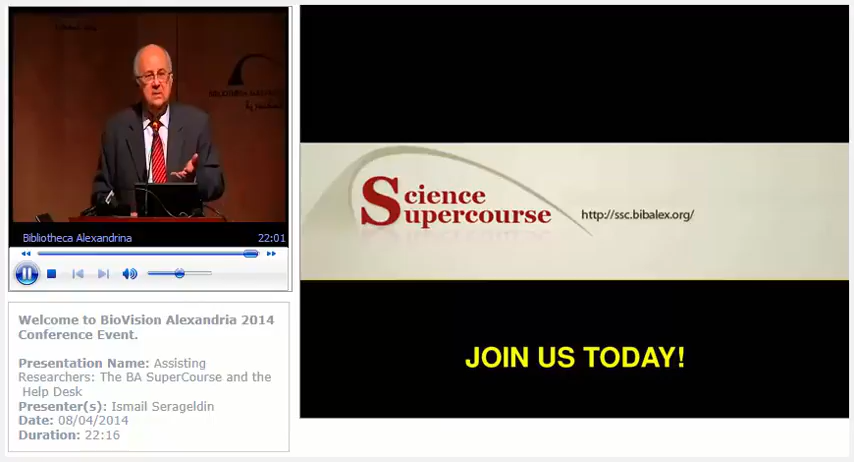 Bibliotheca Alexandrina 22:01
Welcome to BioVision Alexandria 2014
Conference Event.
Presentation Name: Assisting
Researchers: The BA SuperCourse and the
Help Desk
Presenter(s): Ismail Serageldin
Date: 08/04/2014
Duration: 22:16
Science
Supercourse
http://ssc.bibalex.org/
JOIN US TODAY!